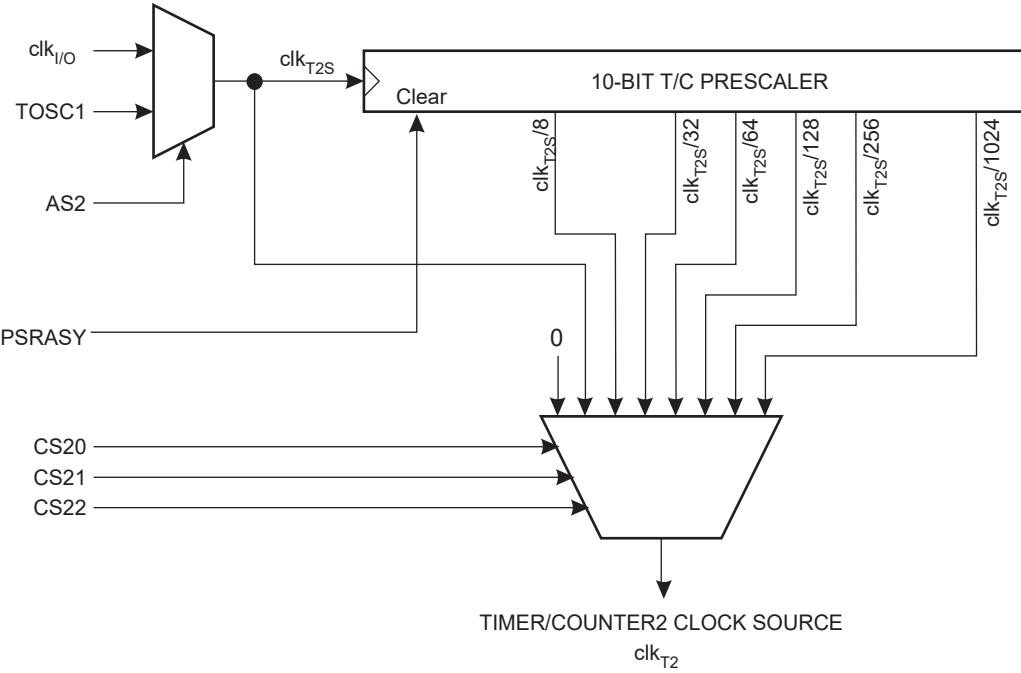 clkI/O
clkT2S
10-BIT T/C PRESCALER
TOSC1
Clear
AS2
clkT2S/8
clkT2S/32
clkT2S/64
clkT2S/128
clkT2S/256
clkT2S/1024
PSRASY
0
CS20
CS21
CS22
TIMER/COUNTER2 CLOCK SOURCE
clkT2